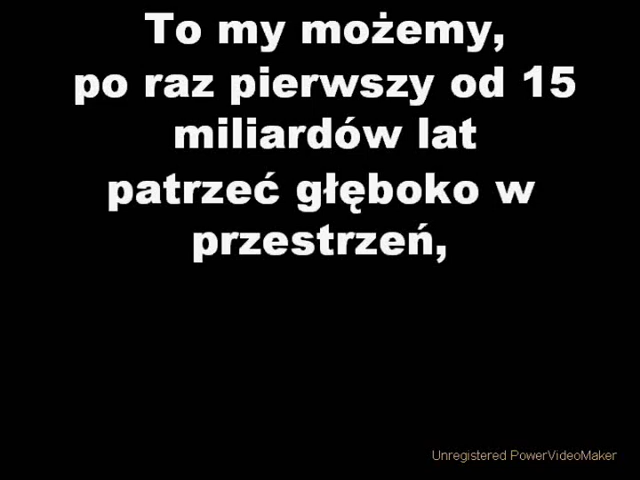 To my możemy,
po raz pierwszy od 15
miliardów lat
patrzeć głęboko w
przestrzeń,
Unregistered PowerVideoMaker